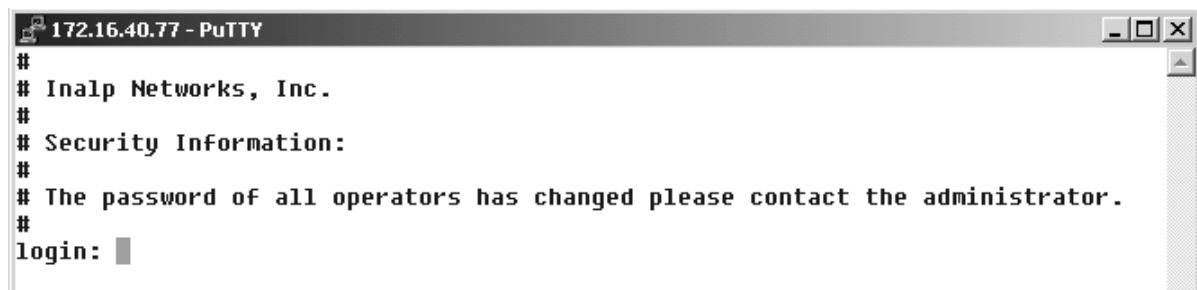 172.16.40.77 - PuTTY
#
# Inalp Networks, Inc.
#
# Security Information:
#
# The password of all operators has changed please contact the administrator.
#
login: